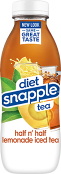 NEW LOOK
SAME
GREAT
TASTE
diet
snapple
tea
half n' half
lemonade iced tea